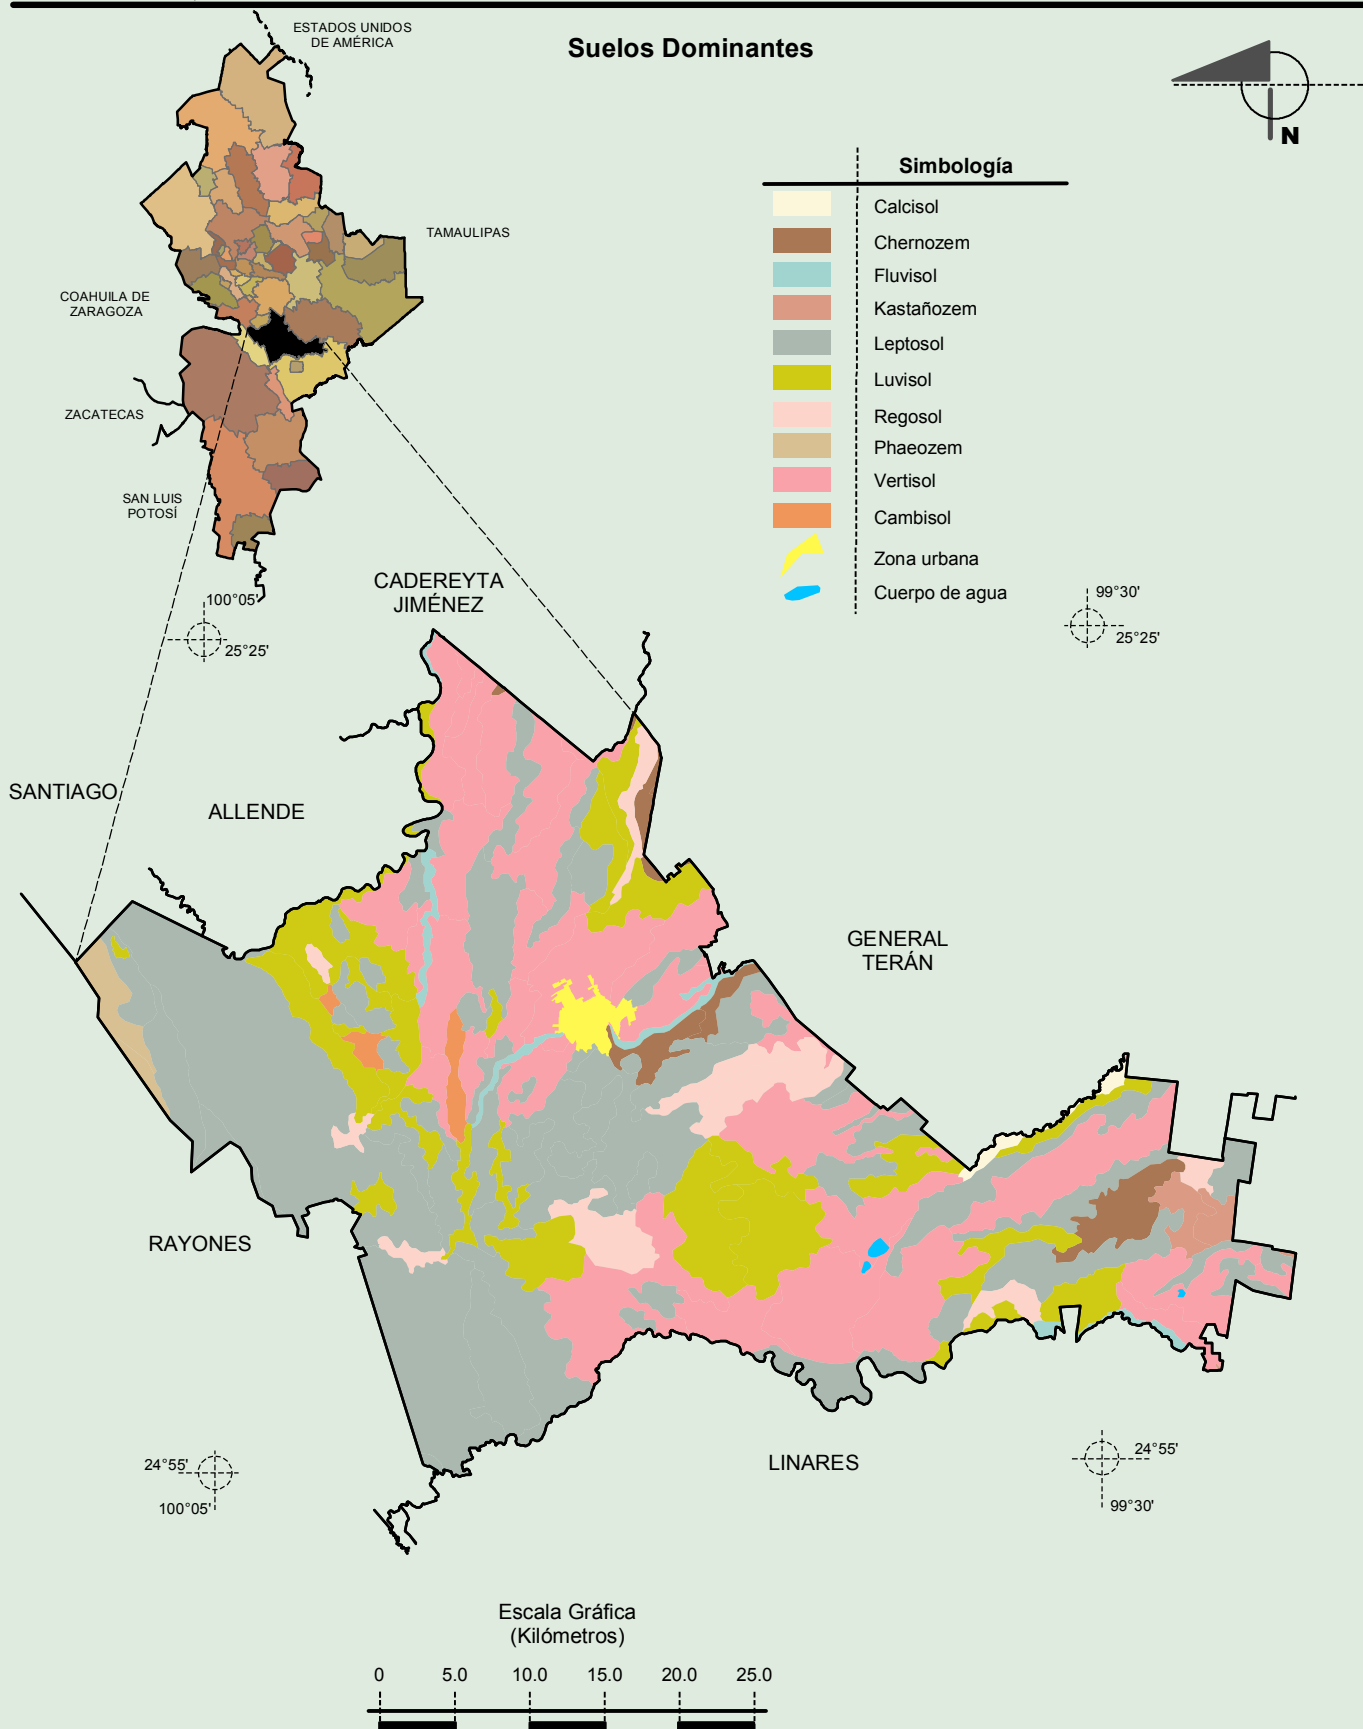 Suelos Dominantes
ESTADOS UNIDOS
DE AMÉRICA
N
TAMAULIPAS
COAHUILA DE
ZARAGOZA
ZACATECAS
SAN LUIS
POTOSÍ
Simbología
Calcisol
Chernozem
Fluvisol
Kastañozem
Leptosol
Luvisol
Regosol
Phaeozem
Vertisol
Cambisol
Zona urbana
Cuerpo de agua
100°05'
25°25'
99°30'
25°25'
CADEREYTA
JIMÉNEZ
SANTIAGO
ALLENDE
GENERAL
TERÁN
RAYONES
LINARES
24°55'
100°05'
24°55'
99°30'
Escala Gráfica
(Kilómetros)
0 5.0 10.0 15.0 20.0 25.0